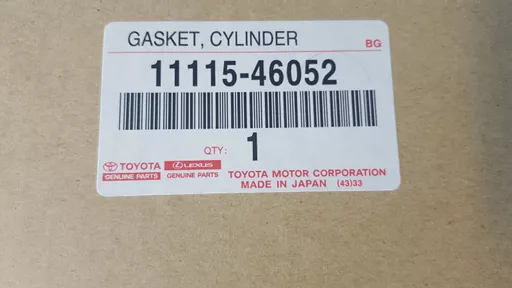 GASKET, CYLINDER BG
11115-46052
QTY: 1
TOYOTA LEXUS
GENUINE PARTS GENUINE PARTS
TOYOTA MOTOR CORPORATION
MADE IN JAPAN (43)33